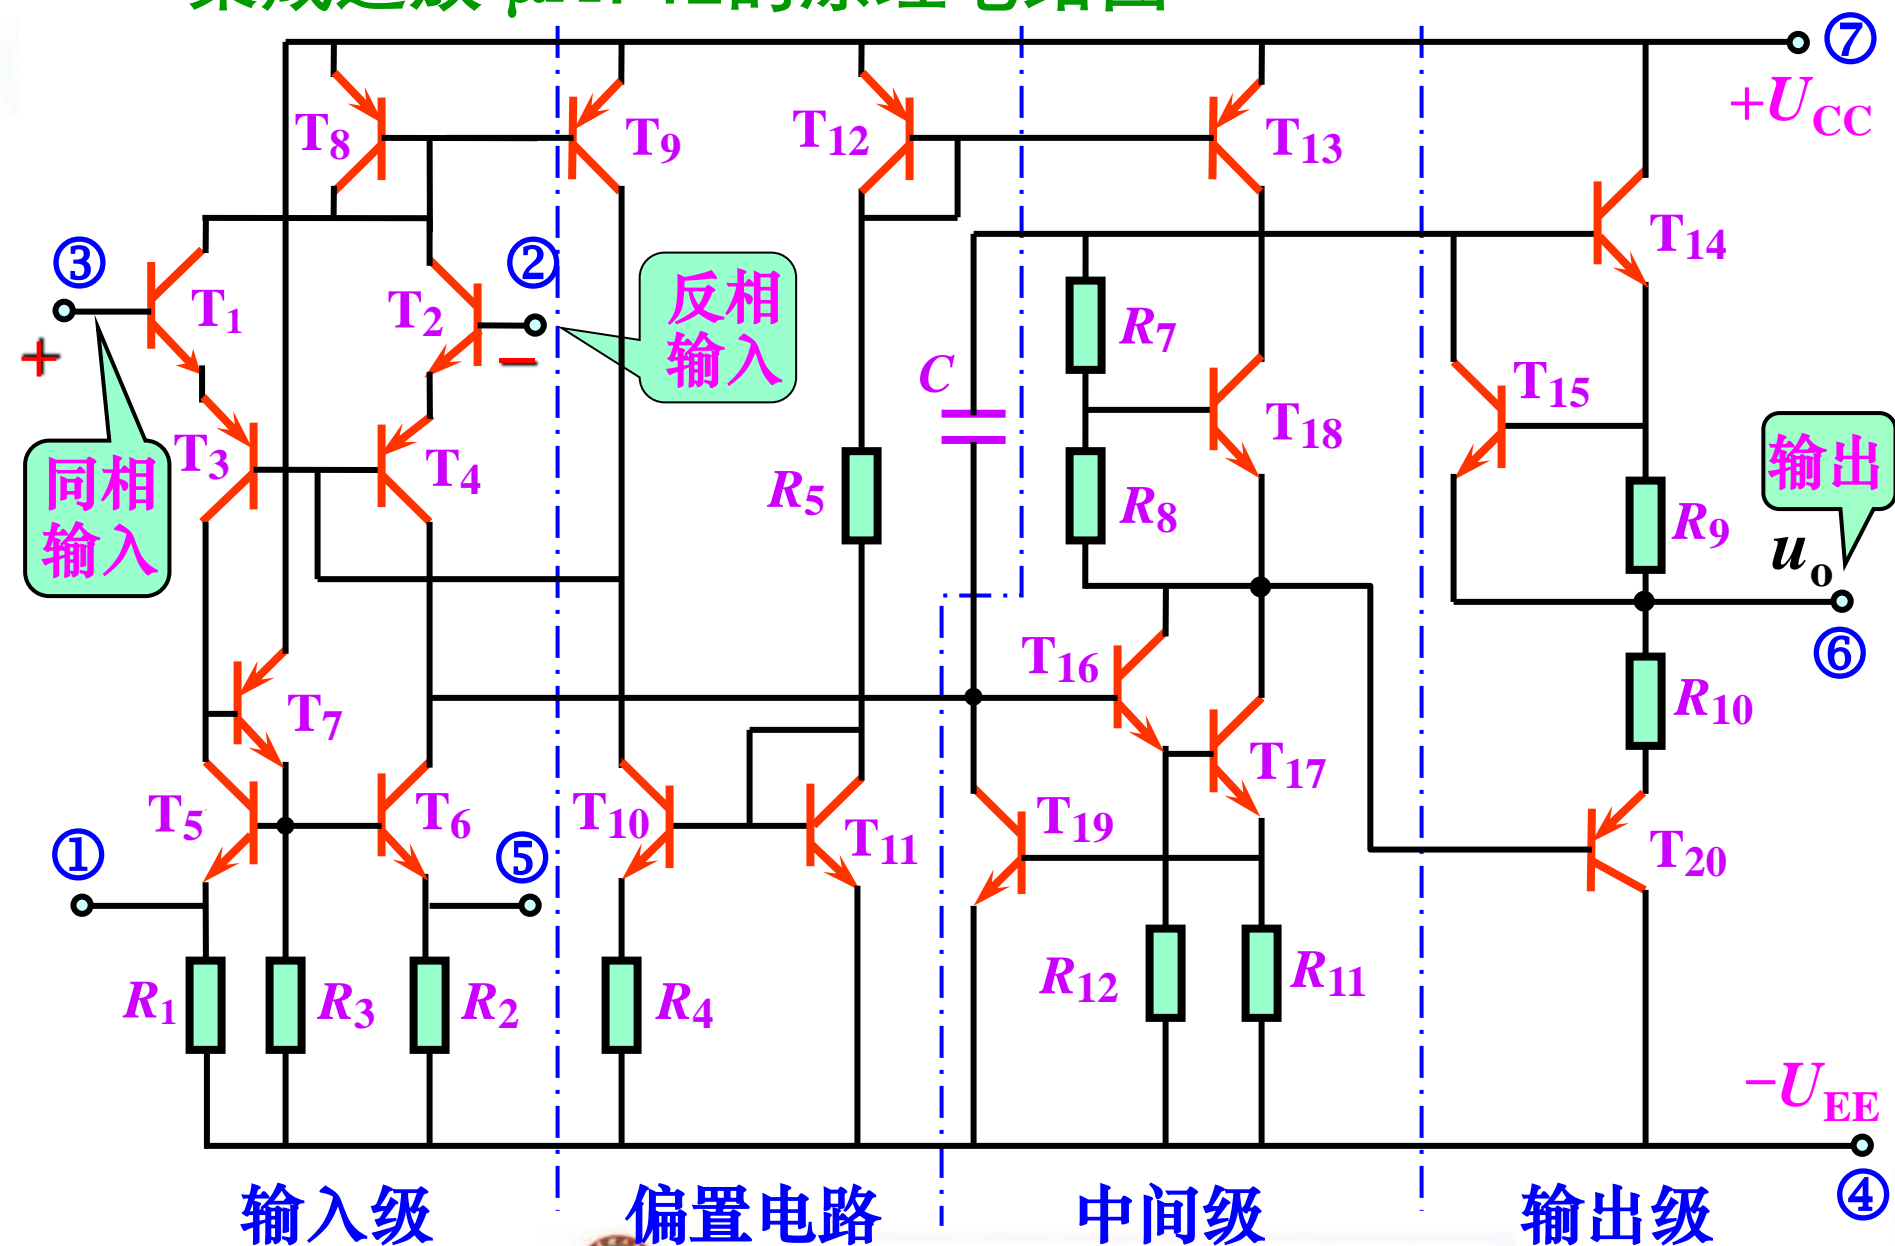 ⑦
+U_CC
T8
T9
T12
T13
T14
③
②
反相
输入
T1
T2
R7
C
T15
T18
+
−
输出
同相
输入
T3
T4
R5
R8
R9
uo
⑥
T16
T7
R10
T17
T5
T6
T10
T11
T19
T20
①
⑤
R1
R3
R2
R4
R12
R11
−U_EE
④
输入级
偏置电路
中间级
输出级